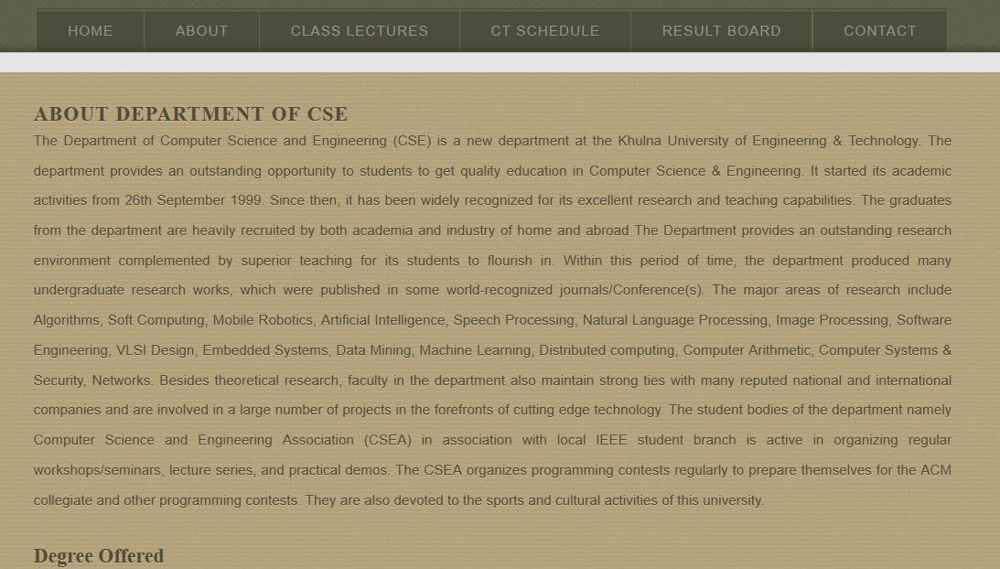 HOME ABOUT CLASS LECTURES CT SCHEDULE RESULT BOARD CONTACT
ABOUT DEPARTMENT OF CSE
The Department of Computer Science and Engineering (CSE) is a new department at the Khulna University of Engineering & Technology. The
department provides an outstanding opportunity to students to get quality education in Computer Science & Engineering. It started its academic
activities from 26th September 1999. Since then, it has been widely recognized for its excellent research and teaching capabilities. The graduates
from the department are heavily recruited by both academia and industry of home and abroad The Department provides an outstanding research
environment complemented by superior teaching for its students to flourish in. Within this period of time, the department produced many
undergraduate research works, which were published in some world-recognized journals/Conference(s). The major areas of research include
Algorithms, Soft Computing, Mobile Robotics, Artificial Intelligence, Speech Processing, Natural Language Processing, Image Processing, Software
Engineering, VLSI Design, Embedded Systems, Data Mining, Machine Learning, Distributed computing, Computer Arithmetic, Computer Systems &
Security, Networks. Besides theoretical research, faculty in the department also maintain strong ties with many reputed national and international
companies and are involved in a large number of projects in the forefronts of cutting edge technology. The student bodies of the department namely
Computer Science and Engineering Association (CSEA) in association with local IEEE student branch is active in organizing regular
workshops/seminars, lecture series, and practical demos. The CSEA organizes programming contests regularly to prepare themselves for the ACM
collegiate and other programming contests. They are also devoted to the sports and cultural activities of this university.
Degree Offered